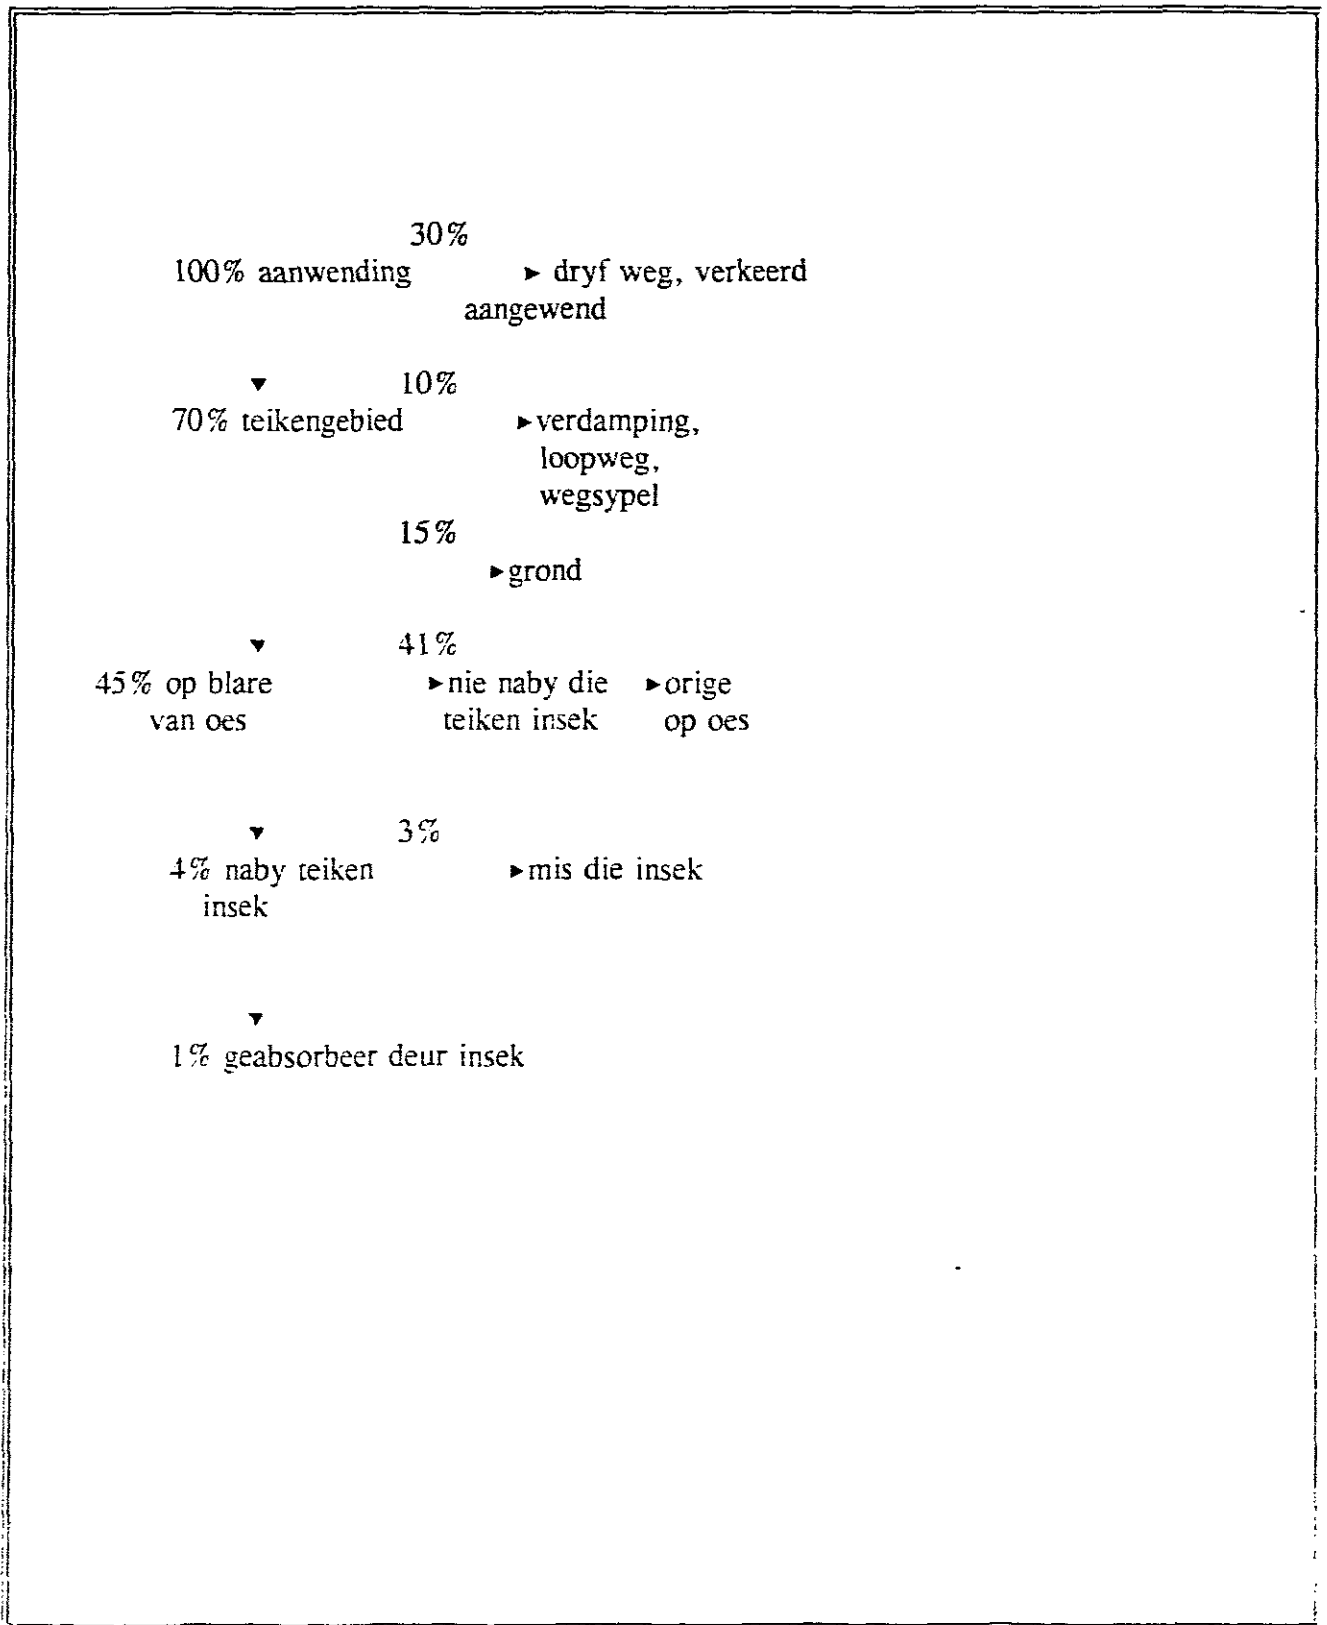 30%
100% aanwending ► dryf weg, verkeerd
aangewend
▼ 10%
70% teikengebied ►verdamping,
loopweg,
wegsypel
15%
►grond
▼ 41%
45% op blare ►nie naby die ►orige
van oes teiken insek op oes
▼ 3%
4% naby teiken ►mis die insek
insek
▼
1% geabsorbeer deur insek